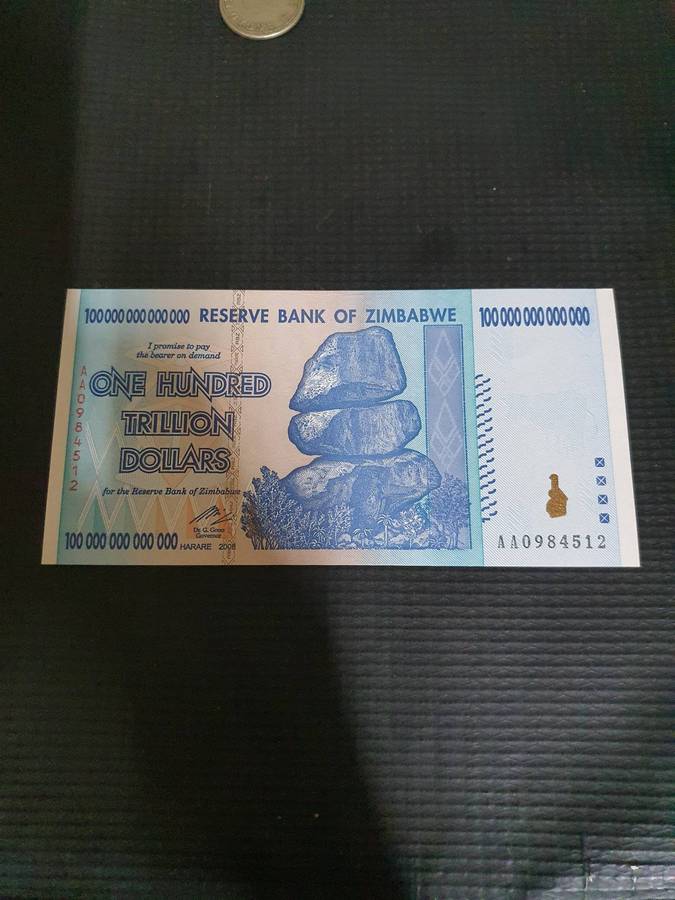 100 000 000 000 000
RESERVE BANK OF ZIMBABWE
100 000 000 000 000
I promise to pay
the bearer on demand
ONE HUNDRED
TRILLION
DOLLARS
for the Reserve Bank of Zimbabwe
Dr. G. Gono
Governor
100 000 000 000 000
HARARE 2008
AA0984512
AA0984512